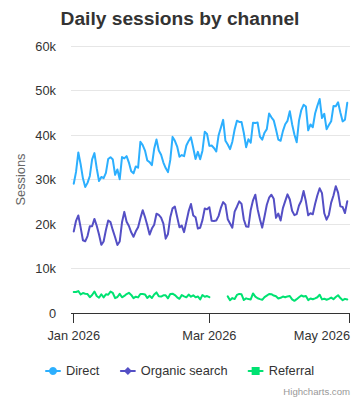 Daily sessions by channel
60k
50k
40k
30k
20k
10k
0
Sessions
Jan 2026
Mar 2026
May 2026
Direct
Organic search
Referral
Highcharts.com